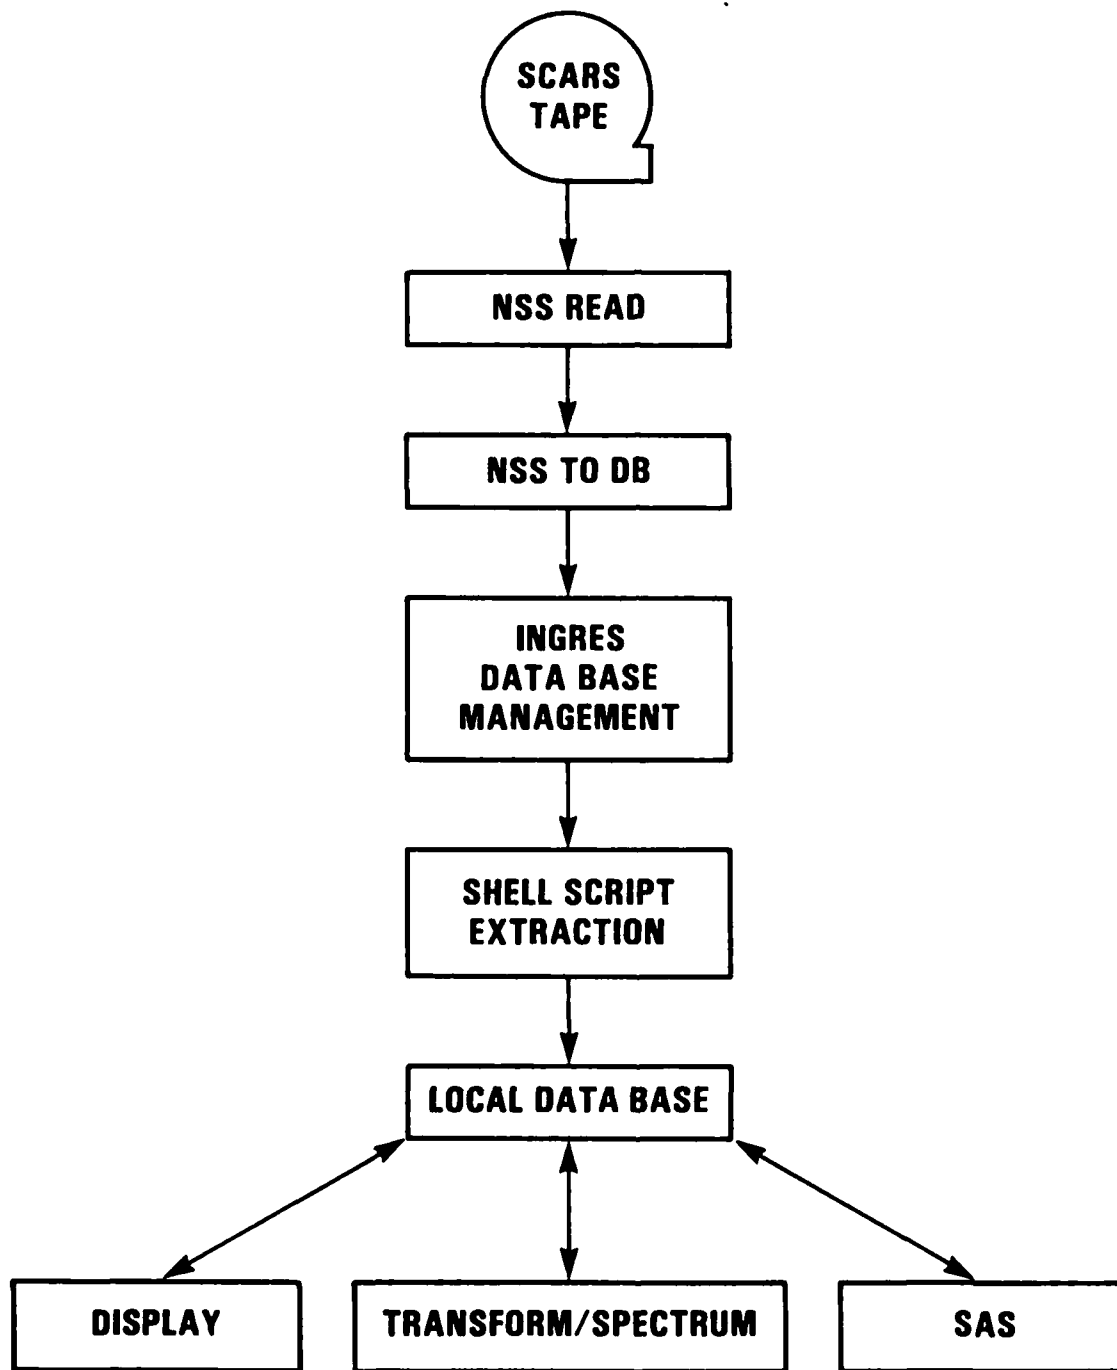 SCARS
TAPE
NSS READ
NSS TO DB
INGRES
DATA BASE
MANAGEMENT
SHELL SCRIPT
EXTRACTION
LOCAL DATA BASE
DISPLAY
TRANSFORM/SPECTRUM
SAS